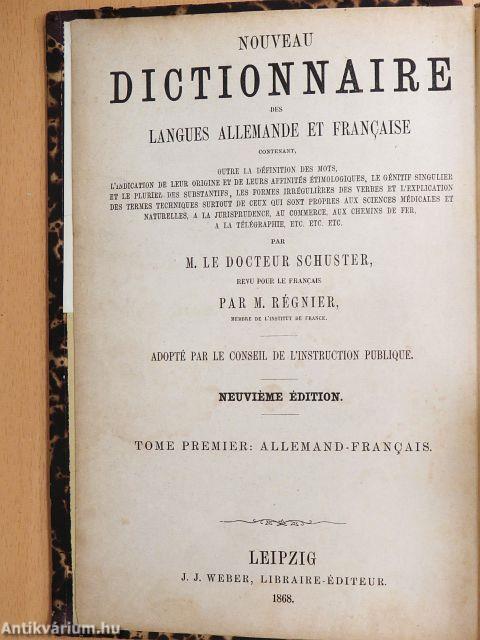 NOUVEAU
DICTIONNAIRE
DES
LANGUES ALLEMANDE ET FRANÇAISE
CONTENANT,
OUTRE LA DÉFINITION DES MOTS,
L'INDICATION DE LEUR ORIGINE ET DE LEURS AFFINITÉS ÉTIMOLOGIQUES, LE GÉNITIF SINGULIER
ET LE PLURIEL DES SUBSTANTIFS, LES FORMES IRRÉGULIÈRES DES VERBES ET L'EXPLICATION
DES TERMES TECHNIQUES SURTOUT DE CEUX QUI SONT PROPRES AUX SCIENCES MÉDICALES ET
NATURELLES, A LA JURISPRUDENCE, AU COMMERCE, AUX CHEMINS DE FER,
A LA TÉLÉGRAPHIE, ETC. ETC. ETC.
PAR
M. LE DOCTEUR SCHUSTER,
REVU POUR LE FRANÇAIS
PAR M. RÉGNIER,
MEMBRE DE L'INSTITUT DE FRANCE.
ADOPTÉ PAR LE CONSEIL DE L'INSTRUCTION PUBLIQUE.
NEUVIÈME ÉDITION.
TOME PREMIER: ALLEMAND-FRANÇAIS.
LEIPZIG
J. J. WEBER, LIBRAIRE-ÉDITEUR.
1868.
Antikvárium.hu